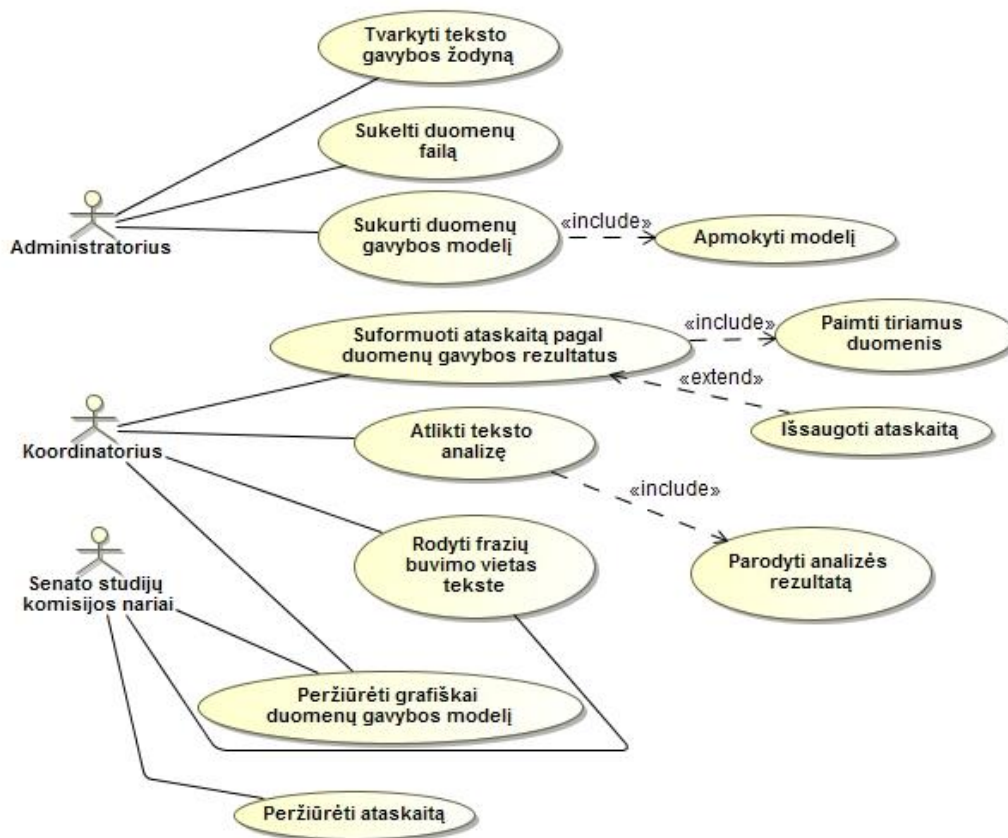 Tvarkyti teksto
gavybos žodyną
Sukelti duomenų
failą
Sukurti duomenų
gavybos modelį
«include»
Apmokyti modelį
Administratorius
Suformuoti ataskaitą pagal
duomenų gavybos rezultatus
«include»
Paimti tiriamus
duomenis
«extend»
Išsaugoti ataskaitą
Koordinatorius
Atlikti teksto
analizę
«include»
Parodyti analizės
rezultatą
Rodyti frazių
buvimo vietas
tekste
Senato studijų
komisijos nariai
Peržiūrėti grafiškai
duomenų gavybos modelį
Peržiūrėti ataskaitą